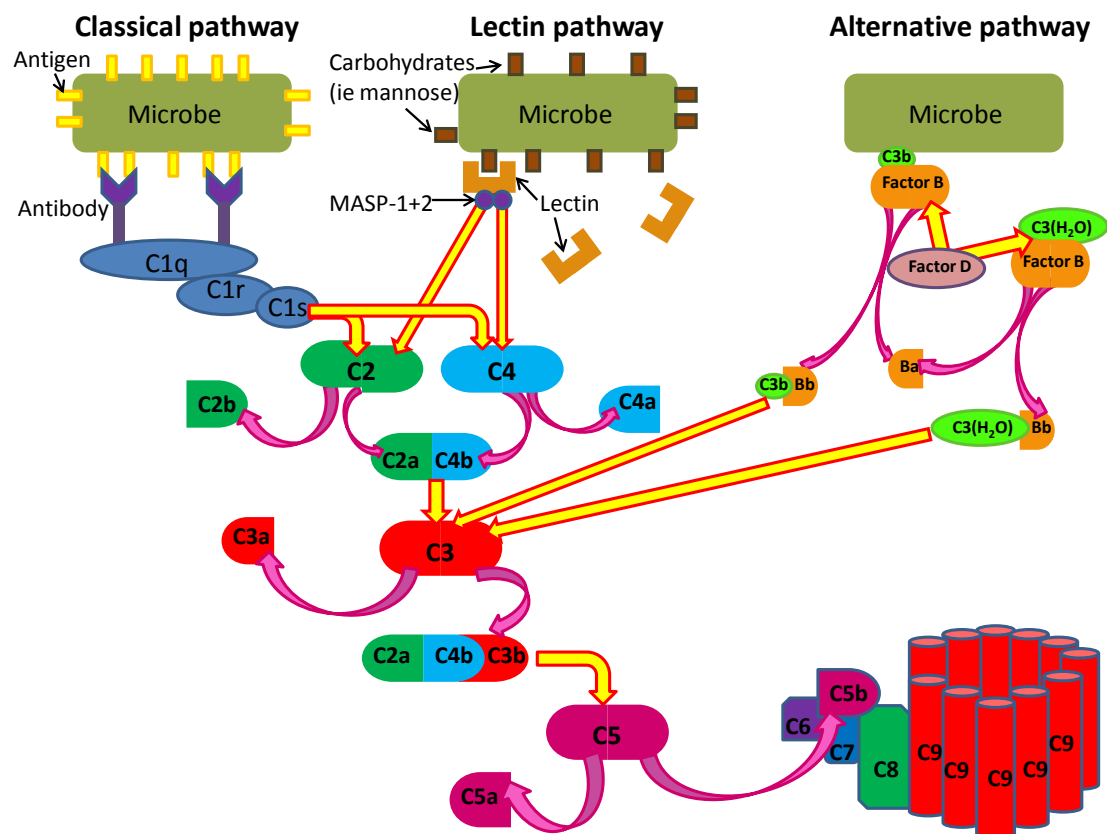 Classical pathway
Lectin pathway
Alternative pathway
Antigen
Microbe
Antibody
C1q
C1r
C1s
Carbohydrates
(ie mannose)
Microbe
MASP-1+2
Lectin
Microbe
C3b
Factor B
Factor D
C3(H₂O)
Factor B
C2
C4
C2b
C4a
C2a
C4b
C3b
Bb
Ba
C3(H₂O)
Bb
C3
C3a
C2a
C4b
C3b
C5
C5a
C5b
C6
C7
C8
C9
C9
C9
C9
C9